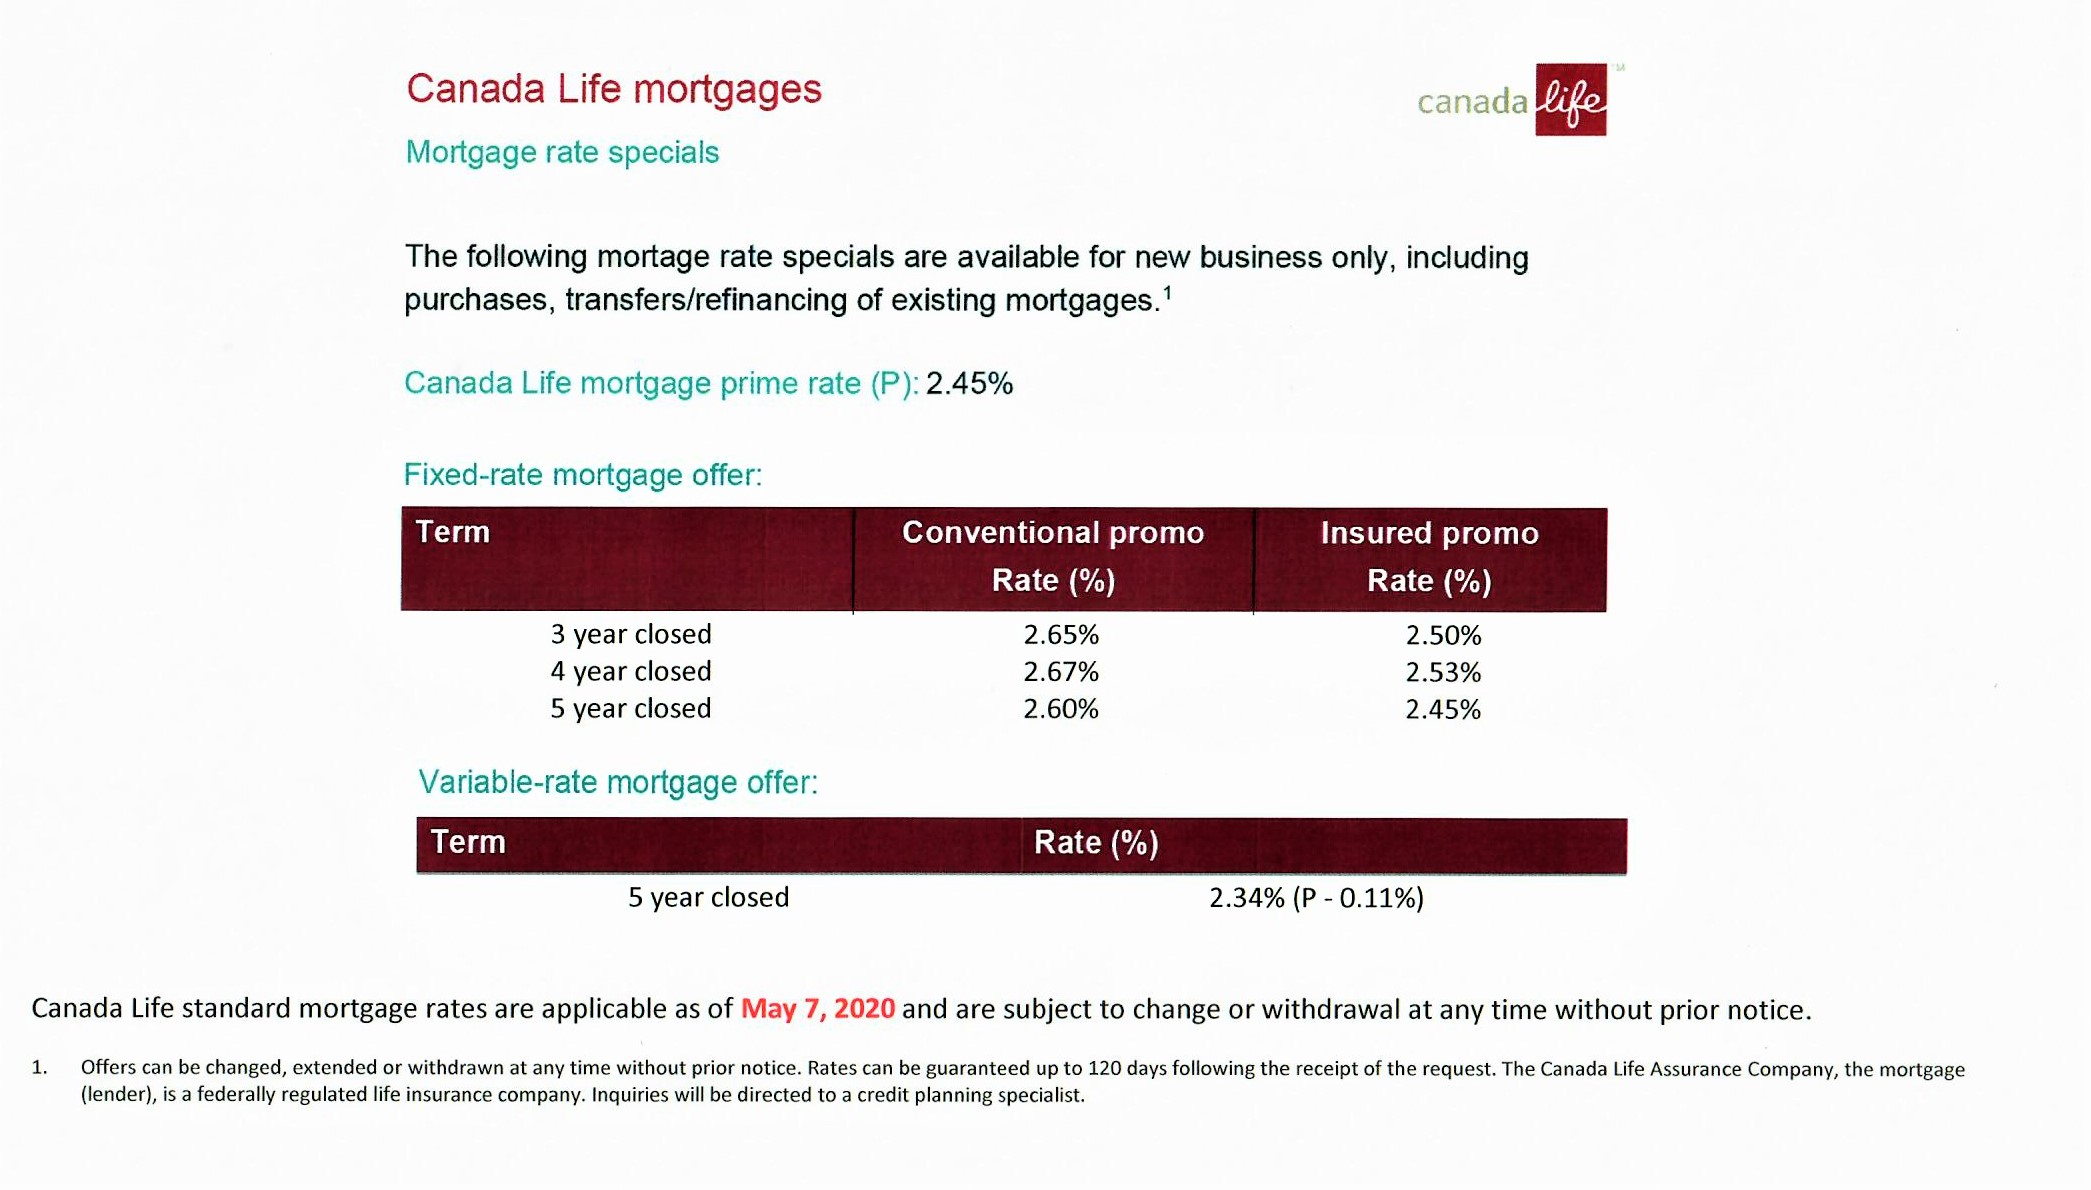 Canada Life mortgages
canada life
Mortgage rate specials
The following mortage rate specials are available for new business only, including
purchases, transfers/refinancing of existing mortgages.¹
Canada Life mortgage prime rate (P): 2.45%
Fixed-rate mortgage offer:
Term Conventional promo Insured promo
Rate (%) Rate (%)
3 year closed 2.65% 2.50%
4 year closed 2.67% 2.53%
5 year closed 2.60% 2.45%
Variable-rate mortgage offer:
Term Rate (%)
5 year closed 2.34% (P - 0.11%)
Canada Life standard mortgage rates are applicable as of May 7, 2020 and are subject to change or withdrawal at any time without prior notice.
1. Offers can be changed, extended or withdrawn at any time without prior notice. Rates can be guaranteed up to 120 days following the receipt of the request. The Canada Life Assurance Company, the mortgage
(lender), is a federally regulated life insurance company. Inquiries will be directed to a credit planning specialist.